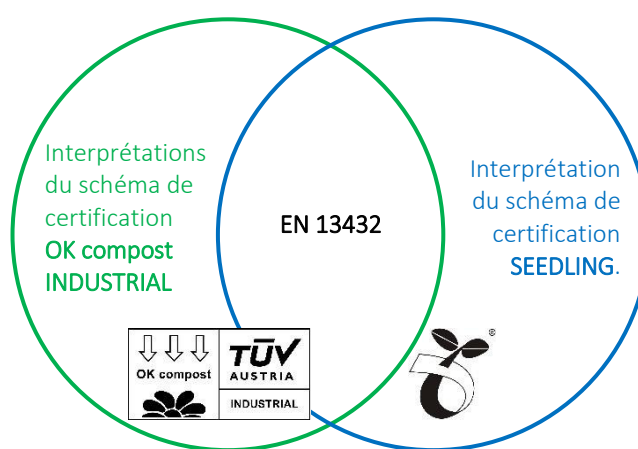 Interprétations
du schéma de
certification
OK compost
INDUSTRIAL
EN 13432
Interprétation
du schéma de
certification
SEEDLING.
OK compost
TÜV
AUSTRIA
INDUSTRIAL
®